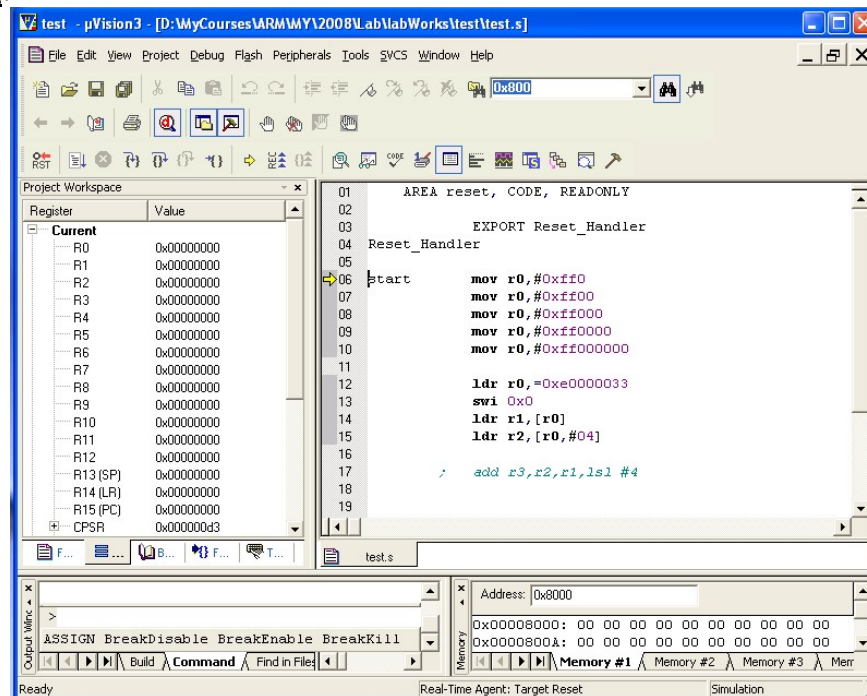 test - µVision3 - [D:\MyCourses\ARM\MY\2008\Lab\labWorks\test\test.s]
File Edit View Project Debug Flash Peripherals Tools SVCS Window Help
0x800
RST
CODE
Project Workspace
Register Value
Current
R0 0x00000000
R1 0x00000000
R2 0x00000000
R3 0x00000000
R4 0x00000000
R5 0x00000000
R6 0x00000000
R7 0x00000000
R8 0x00000000
R9 0x00000000
R10 0x00000000
R11 0x00000000
R12 0x00000000
R13 (SP) 0x00000000
R14 (LR) 0x00000000
R15 (PC) 0x00000000
CPSR 0x000000d3
F... ... B... F... T...
01 AREA reset, CODE, READONLY
02
03 EXPORT Reset_Handler
04 Reset_Handler
05
06 start mov r0,#0xff0
07 mov r0,#0xff00
08 mov r0,#0xff000
09 mov r0,#0xff0000
10 mov r0,#0xff000000
11
12 ldr r0,=0xe0000033
13 swi 0x0
14 ldr r1,[r0]
15 ldr r2,[r0,#04]
16
17 ; add r3,r2,r1,lsl #4
18
19
test.s
Output Winc
>
ASSIGN BreakDisable BreakEnable BreakKill
Build Command Find in Files
Memory
Address: 0x8000
0x00008000: 00 00 00 00 00 00 00 00 00 00
0x0000800A: 00 00 00 00 00 00 00 00 00 00
Memory #1 Memory #2 Memory #3 Mem
Ready Real-Time Agent: Target Reset Simulation